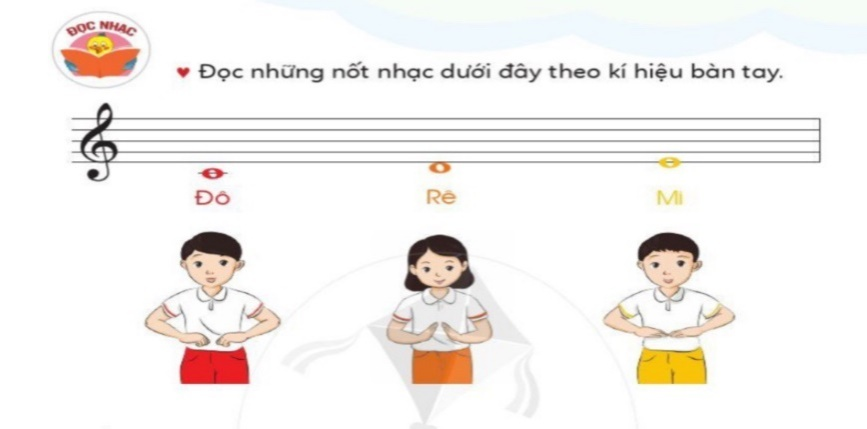 ĐỌC NHẠC
♥ Đọc những nốt nhạc dưới đây theo kí hiệu bàn tay.
Đô Rê Mi